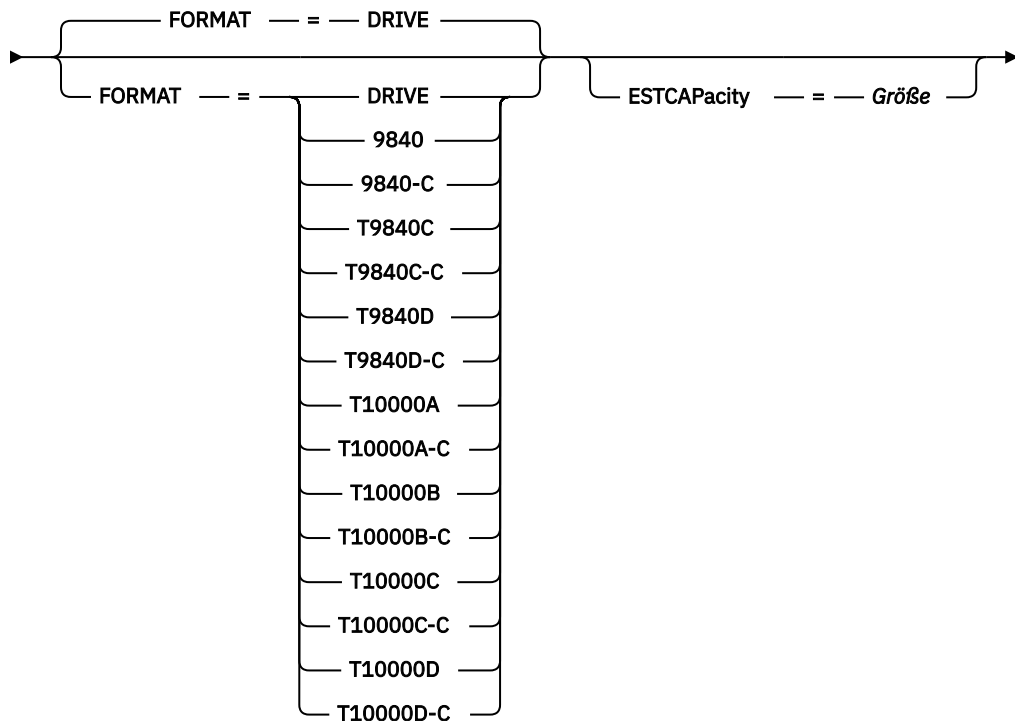 FORMAT = DRIVE
FORMAT = DRIVE ESTCAPacity = Größe
9840
9840-C
T9840C
T9840C-C
T9840D
T9840D-C
T10000A
T10000A-C
T10000B
T10000B-C
T10000C
T10000C-C
T10000D
T10000D-C